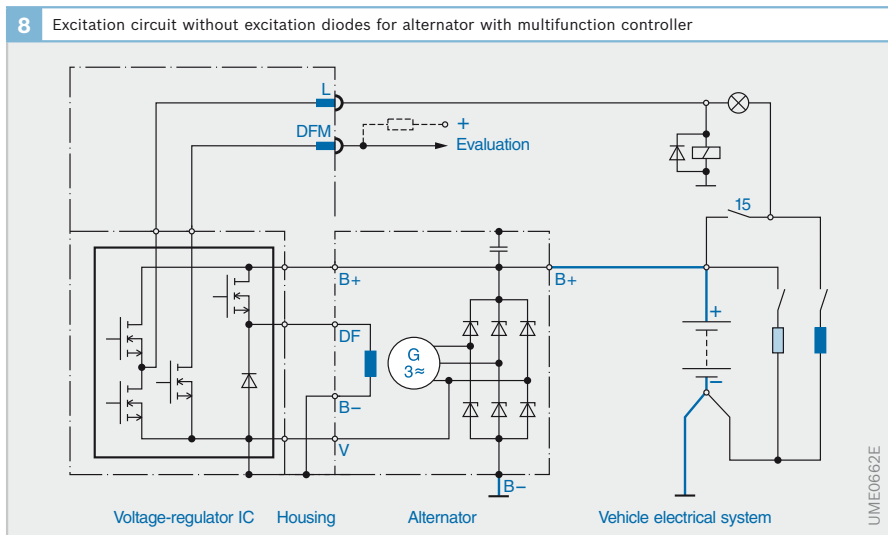 8 Excitation circuit without excitation diodes for alternator with multifunction controller
L
DFM
+
Evaluation
15
B+
B+
DF
G
3≈
+
B–
–
V
B–
Voltage-regulator IC
Housing
Alternator
Vehicle electrical system
UME0662E